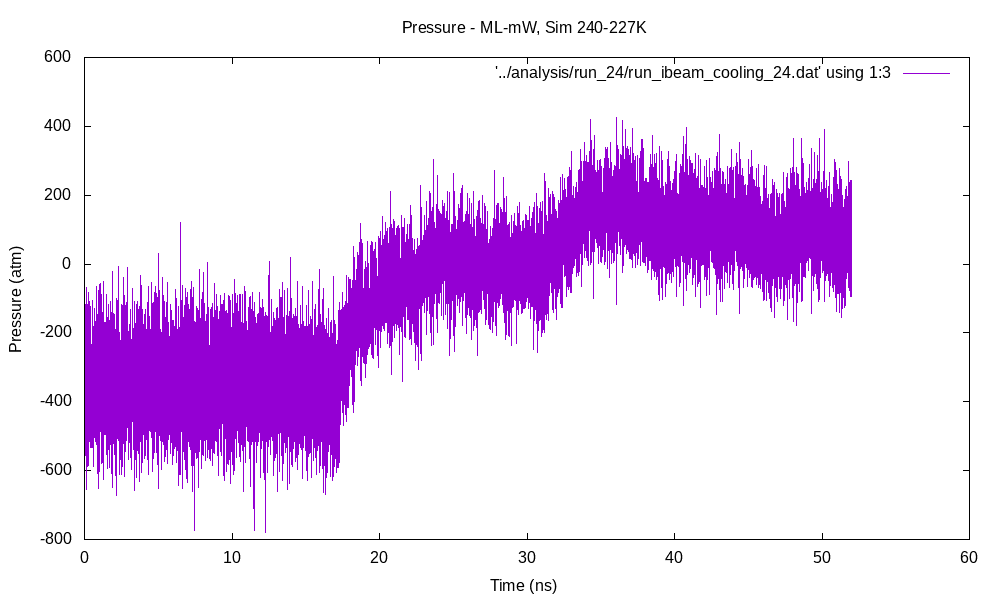 Pressure - ML-mW, Sim 240-227K
600
'../analysis/run_24/run_ibeam_cooling_24.dat' using 1:3
400
200
0
-200
-400
-600
-800
Pressure (atm)
0 10 20 30 40 50 60
Time (ns)